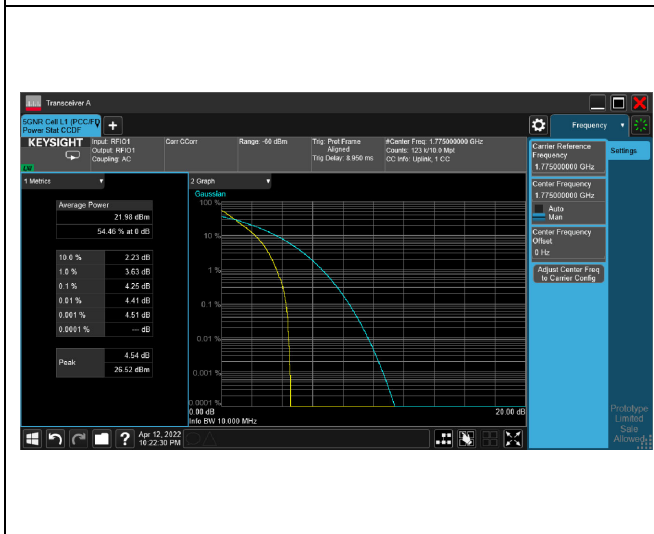 Transceiver A
5GNR Cell L1 (PCC/FD
Power Stat CCDF
Frequency
KEYSIGHT
Input: RFIO1
Output: RFIO1
Coupling: AC
Corr CCorr
Range: -60 dBm
Trig: Pret Frame
Aligned
Trig Delay: 8.950 ms
#Center Freq: 1.775000000 GHz
Counts: 123 k/10.0 Mpt
CC Info: Uplink, 1 CC
Carrier Reference
Frequency
1.775000000 GHz
Settings
Center Frequency
1.775000000 GHz
Auto
Man
Center Frequency
Offset
0 Hz
Adjust Center Freq
to Carrier Config
1 Metrics
Average Power
21.98 dBm
54.46 % at 0 dB
10.0 % 2.23 dB
1.0 % 3.63 dB
0.1 % 4.25 dB
0.01 % 4.41 dB
0.001 % 4.51 dB
0.0001 % --- dB
Peak
4.54 dB
26.52 dBm
2 Graph
Gaussian
100 %
10 %
1 %
0.1 %
0.01 %
0.001 %
0.0001 %
0.00 dB
20.00 dB
Info BW 10.000 MHz
Prototype
Limited
Sale
Allowed
Apr 12, 2022
10:22:30 PM